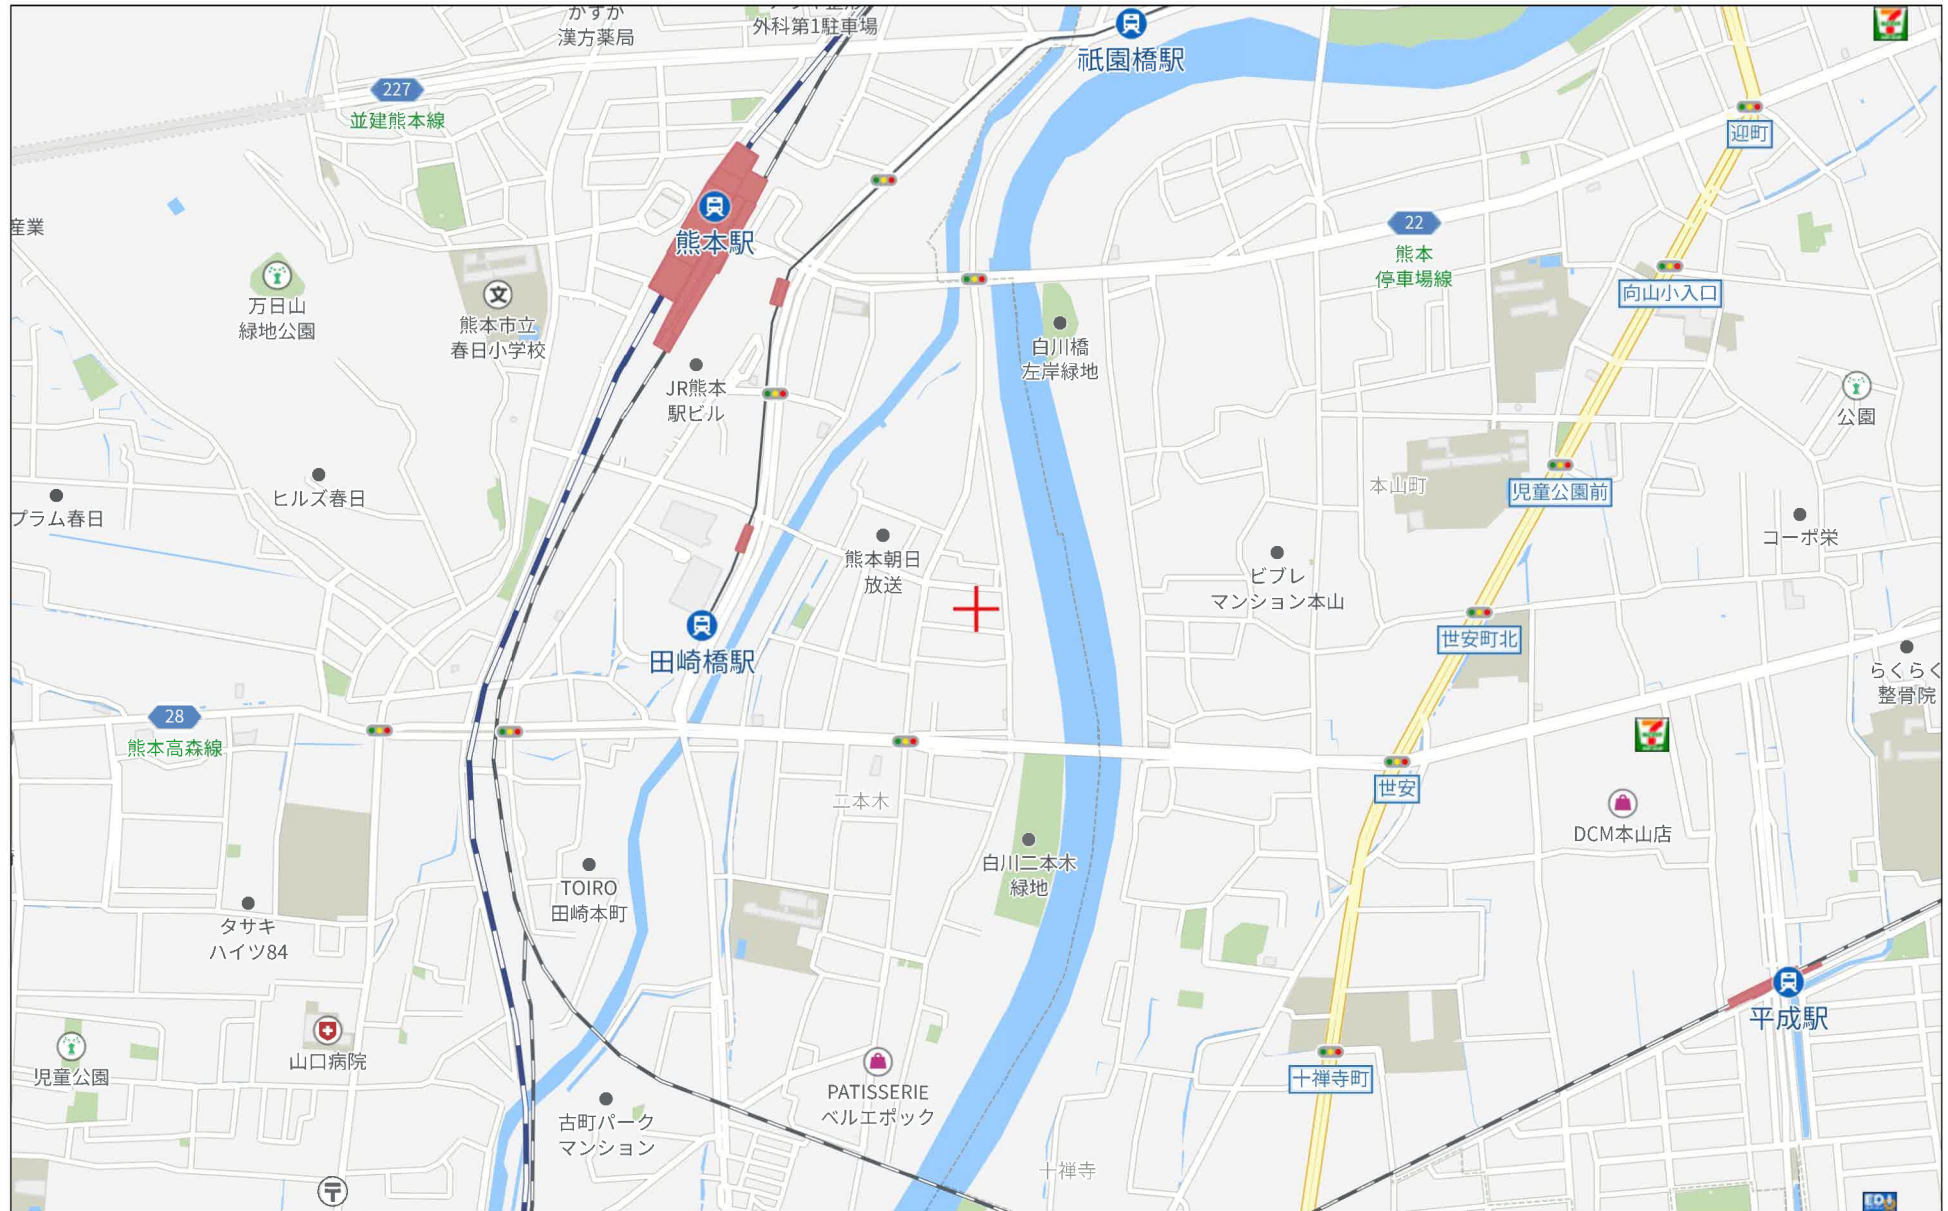 かすが
漢方薬局
外科第1駐車場
祇園橋駅
227
並建熊本線
迎町
産業
熊本駅
22
熊本
停車場線
万日山
緑地公園
熊本市立
春日小学校
文
向山小入口
白川橋
左岸緑地
JR熊本
駅ビル
公園
ヒルズ春日
プラム春日
本山町
児童公園前
コーポ栄
熊本朝日
放送
ビブレ
マンション本山
世安町北
田崎橋駅
らくらく
整骨院
28
熊本高森線
世安
二本木
DCM本山店
白川二本木
緑地
TOIRO
田崎本町
タサキ
ハイツ84
平成駅
山口病院
児童公園
十禅寺町
PATISSERIE
ベルエポック
古町パーク
マンション
十禅寺